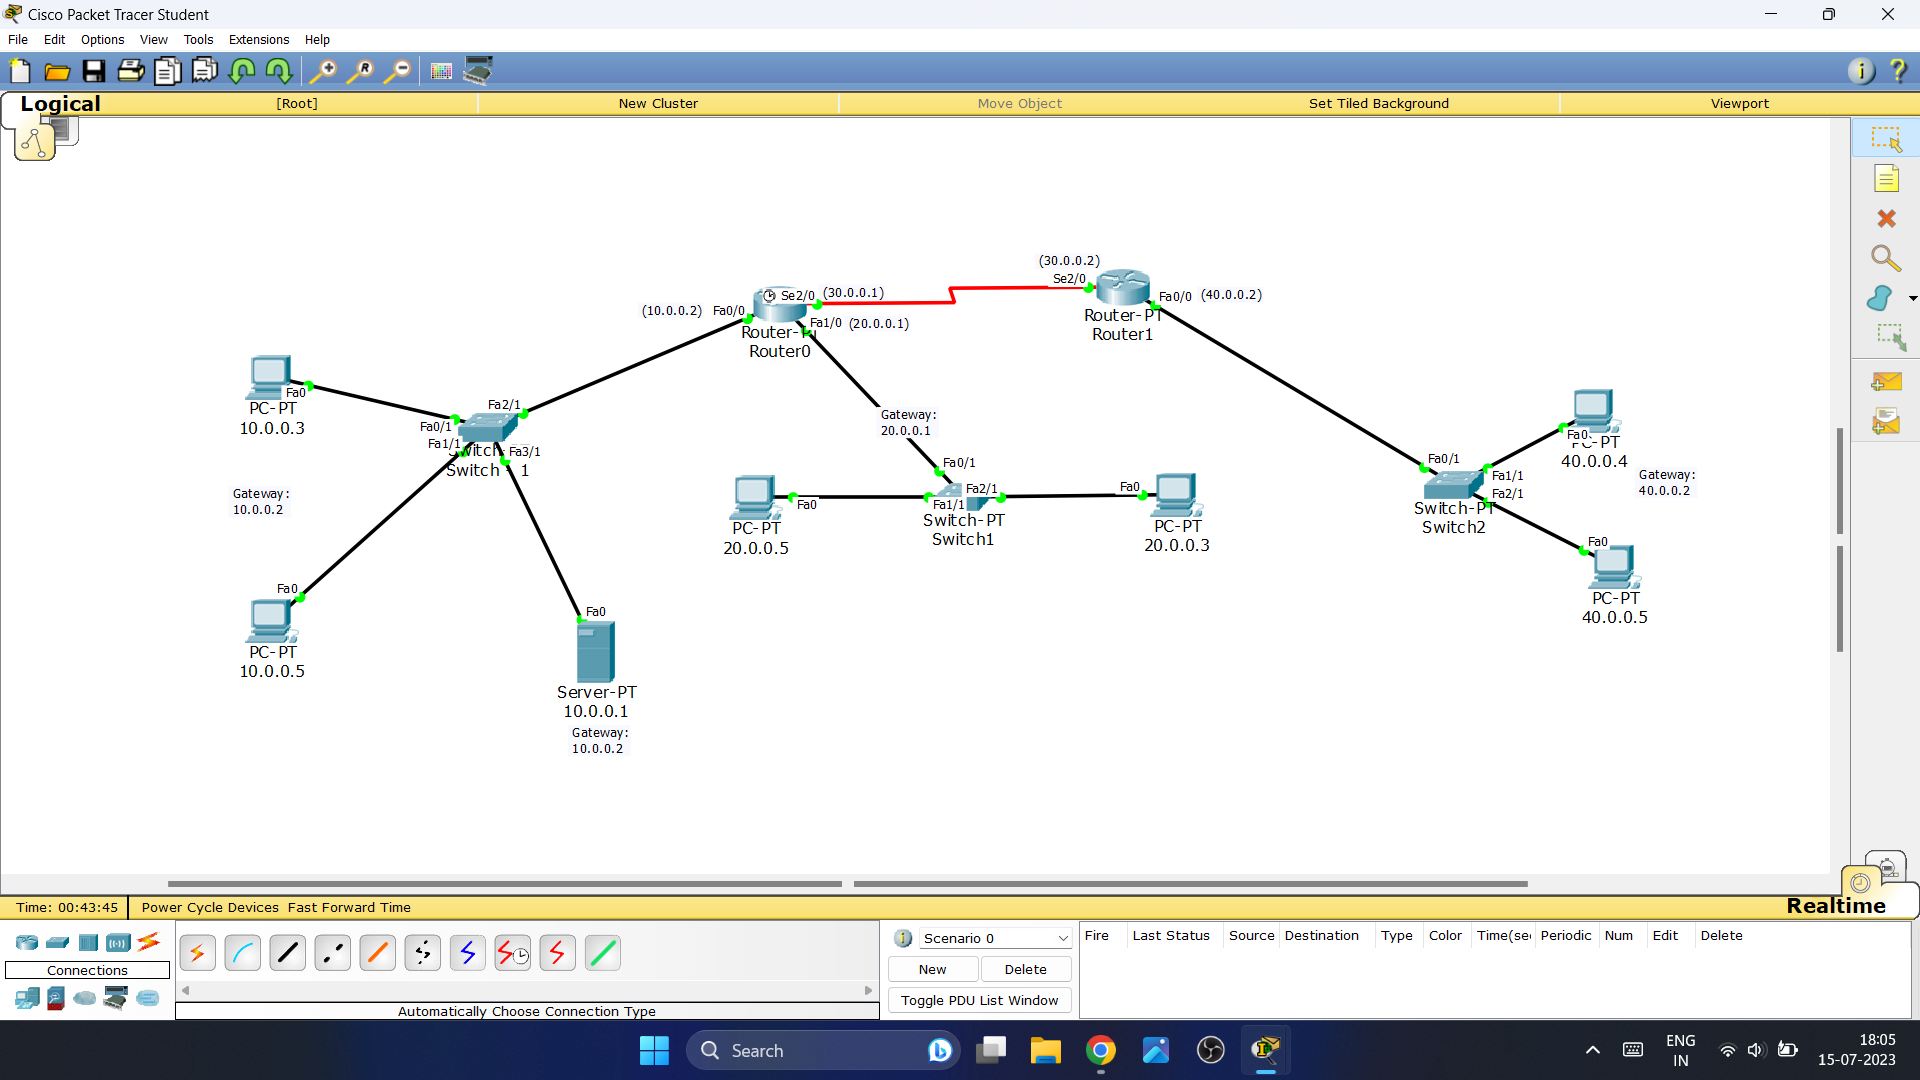 Cisco Packet Tracer Student
File Edit Options View Tools Extensions Help
Logical [Root] New Cluster Move Object Set Tiled Background Viewport
(30.0.0.2)
Se2/0
Se2/0 (30.0.0.1)
Fa0/0 (40.0.0.2)
(10.0.0.2) Fa0/0
Fa1/0 (20.0.0.1)
Router-PT
Router0
Router-PT
Router1
Fa0
PC-PT
10.0.0.3
Fa2/1
Fa0/1
Fa1/1
Fa3/1
Switch
Switch 1
Gateway:
10.0.0.2
Gateway:
20.0.0.1
Fa0/1
Fa2/1
Fa1/1
Switch-PT
Switch1
Fa0
PC-PT
20.0.0.5
Fa0
PC-PT
20.0.0.3
Fa0/1
Fa1/1
Fa2/1
Switch-PT
Switch2
Fa0
PC-PT
40.0.0.4
Gateway:
40.0.0.2
Fa0
PC-PT
40.0.0.5
Fa0
PC-PT
10.0.0.5
Fa0
Server-PT
10.0.0.1
Gateway:
10.0.0.2
Time: 00:43:45 Power Cycle Devices Fast Forward Time
Realtime
Connections
Automatically Choose Connection Type
Scenario 0
New Delete
Toggle PDU List Window
Fire Last Status Source Destination Type Color Time(sec Periodic Num Edit Delete
Search
ENG
IN
18:05
15-07-2023